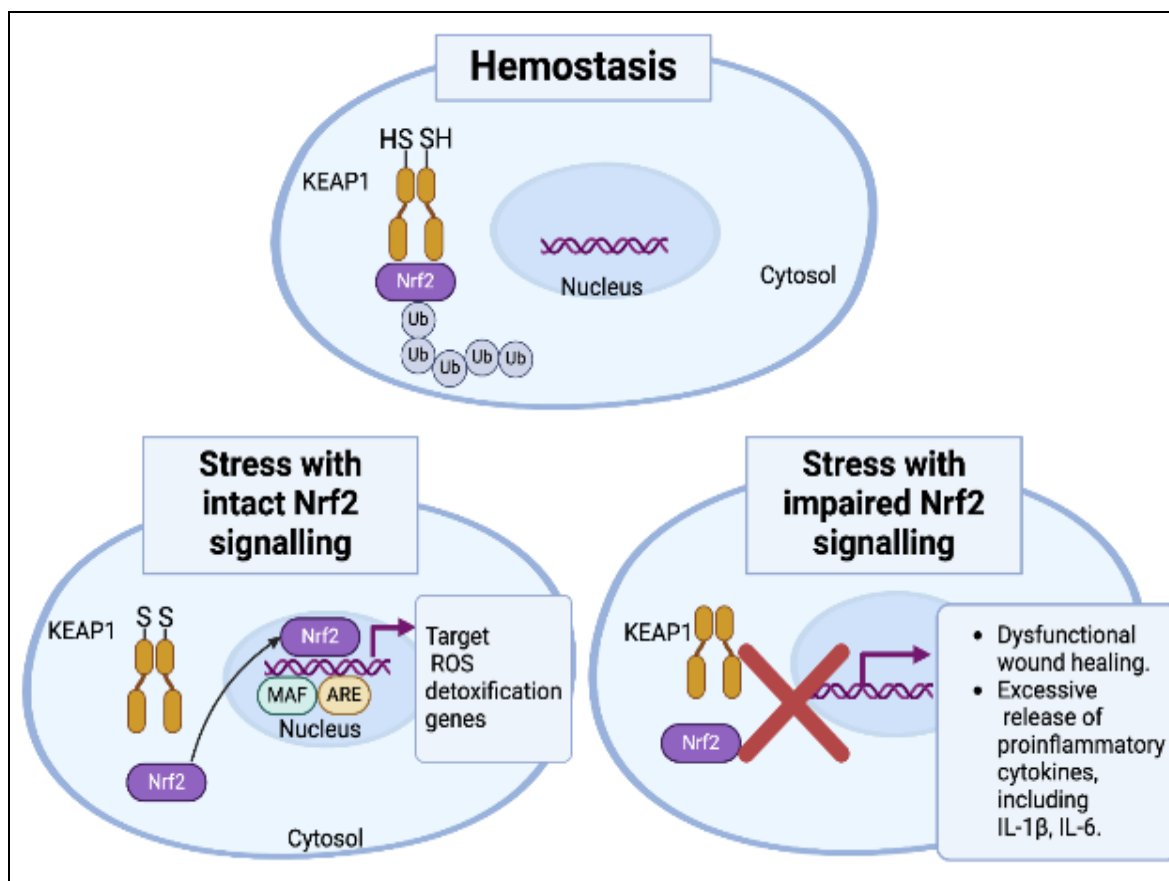 Hemostasis
HS SH
KEAP1
Nrf2
Ub
Ub
Ub
Ub
Ub
Nucleus
Cytosol
Stress with
intact Nrf2
signalling
S S
KEAP1
Nrf2
MAF
ARE
Nucleus
Nrf2
Cytosol
Target
ROS
detoxification
genes
Stress with
impaired Nrf2
signalling
KEAP1
Nrf2
• Dysfunctional
wound healing.
• Excessive
release of
proinflammatory
cytokines,
including
IL-1β, IL-6.